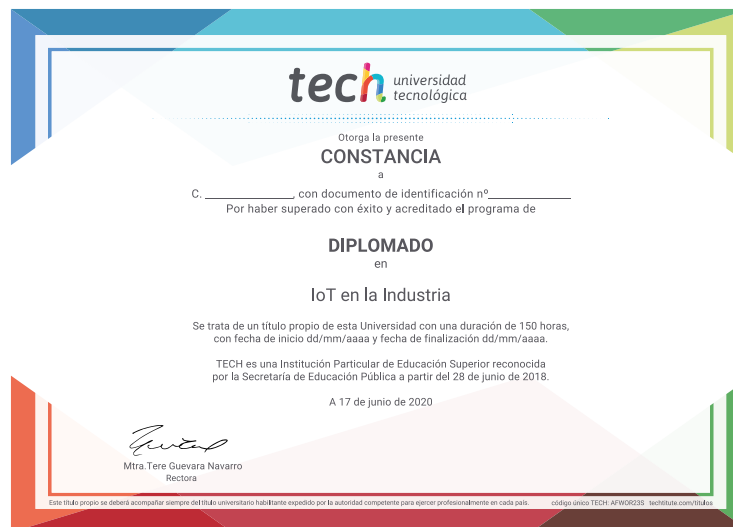 tech universidad
tecnológica
Otorga la presente
CONSTANCIA
a
C. ______________, con documento de identificación nº______________
Por haber superado con éxito y acreditado el programa de
DIPLOMADO
en
IoT en la Industria
Se trata de un título propio de esta Universidad con una duración de 150 horas,
con fecha de inicio dd/mm/aaaa y fecha de finalización dd/mm/aaaa.
TECH es una Institución Particular de Educación Superior reconocida
por la Secretaría de Educación Pública a partir del 28 de junio de 2018.
A 17 de junio de 2020
Mtra.Tere Guevara Navarro
Rectora
Este título propio se deberá acompañar siempre del título universitario habilitante expedido por la autoridad competente para ejercer profesionalmente en cada país. código único TECH: AFWOR23S techtitute.com/títulos